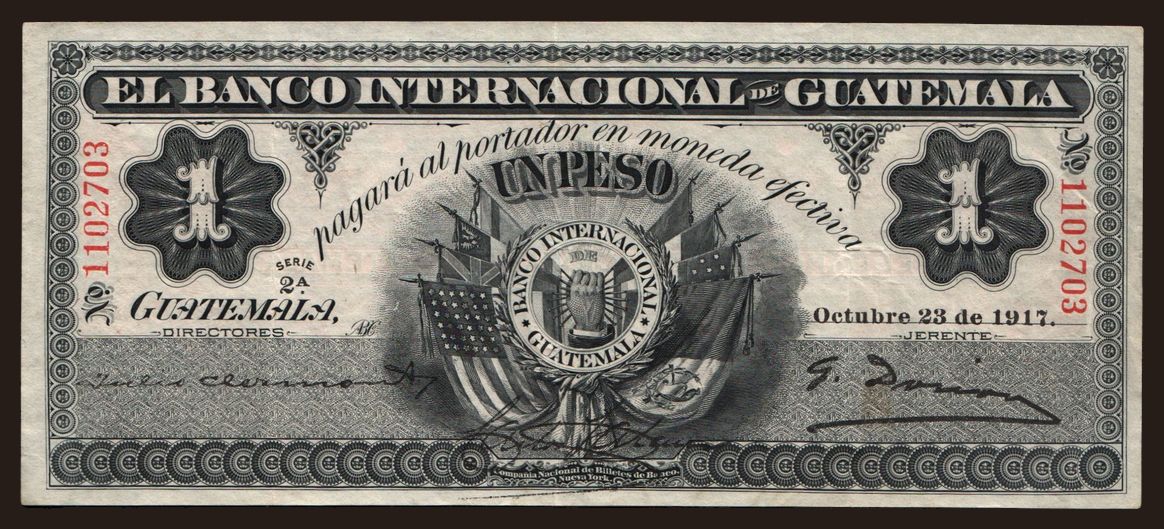 EL BANCO INTERNACIONAL DE GUATEMALA
pagará al portador en moneda efectiva
UN PESO
1
1
Nº 1102703
Nº 1102703
BANCO INTERNACIONAL
DE
GUATEMALA
SERIE
2ª
GUATEMALA,
Octubre 23 de 1917.
DIRECTORES
JERENTE
Compañia Nacional de Billetes de Banco.
Nueva York.